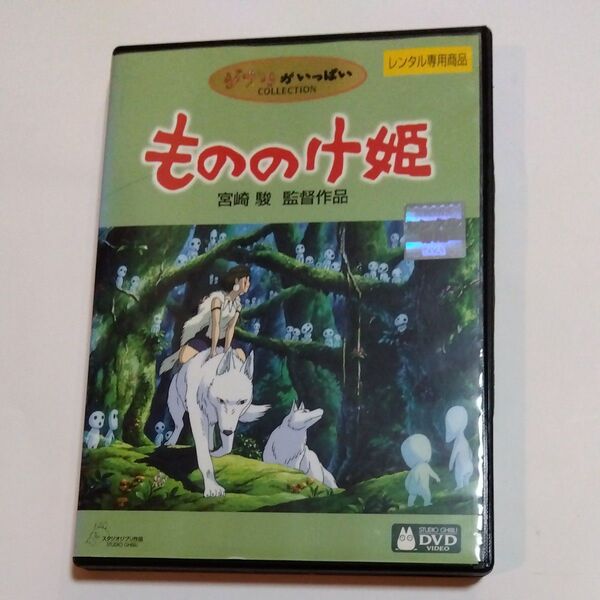 ジブリがいっぱい
COLLECTION
レンタル専用商品
もののけ姫
宮崎 駿 監督作品
スタジオジブリ作品
STUDIO GHIBLI
STUDIO GHIBLI
DVD
VIDEO